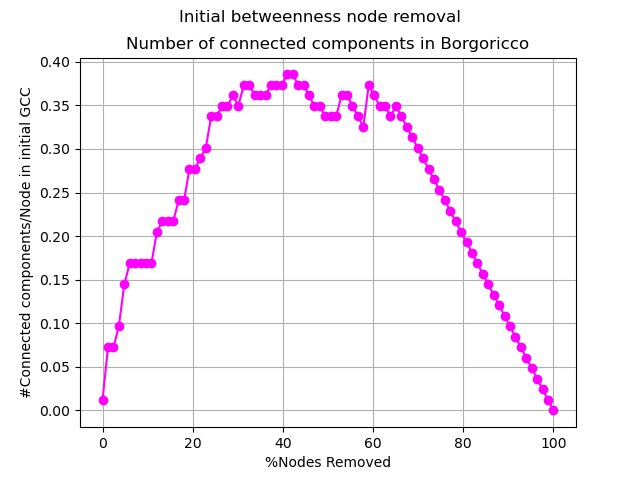 Initial betweenness node removal
Number of connected components in Borgoricco
#Connected components/Node in initial GCC
0.40
0.35
0.30
0.25
0.20
0.15
0.10
0.05
0.00
0 20 40 60 80 100
%Nodes Removed